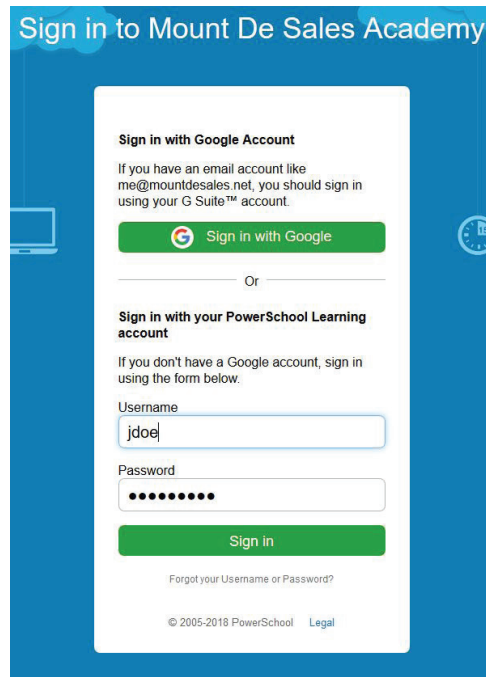 Sign in to Mount De Sales Academy
Sign in with Google Account
If you have an email account like
me@mountdesales.net, you should sign in
using your G Suite™ account.
Sign in with Google
Or
Sign in with your PowerSchool Learning
account
If you don't have a Google account, sign in
using the form below.
Username
jdoe
Password
•••••••••
Sign in
Forgot your Username or Password?
© 2005-2018 PowerSchool Legal